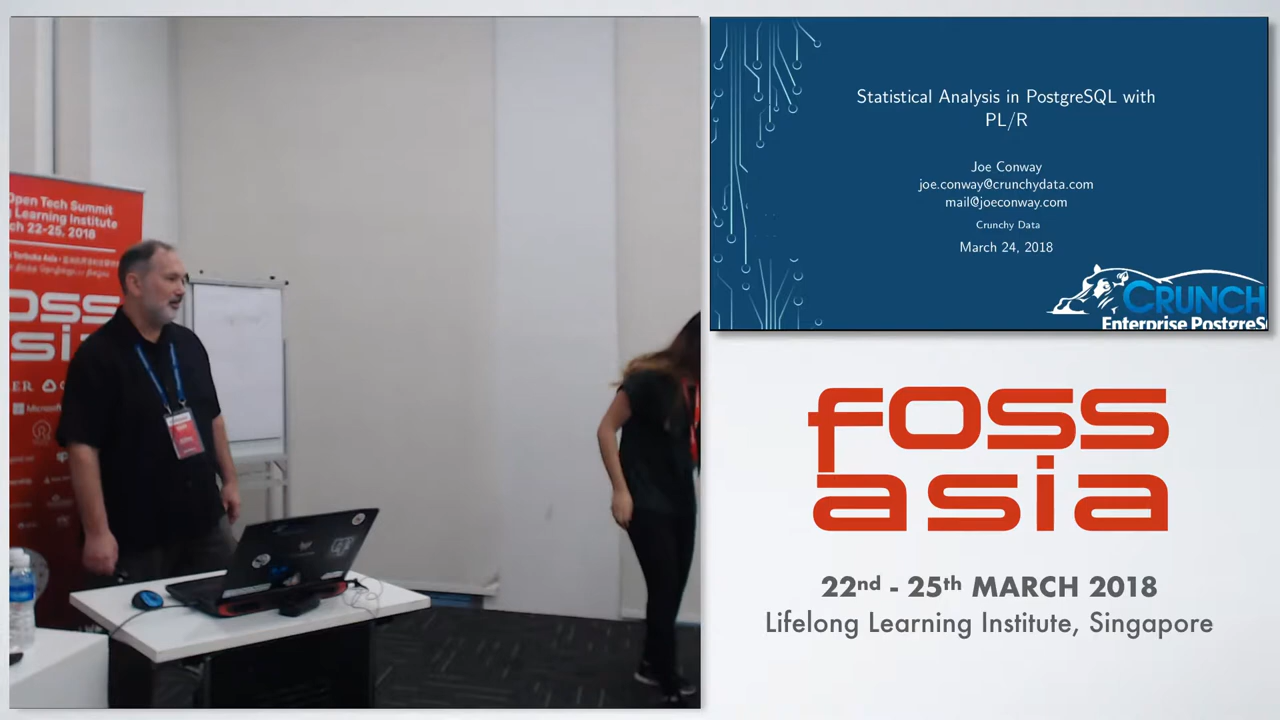 Open Tech Summit
Learning Institute
ch 22-25, 2018
foss
asi
Microsoft
Statistical Analysis in PostgreSQL with
PL/R
Joe Conway
joe.conway@crunchydata.com
mail@joeconway.com
Crunchy Data
March 24, 2018
CRUNCH
Enterprise PostgreS
foss
asia
22nd - 25th MARCH 2018
Lifelong Learning Institute, Singapore